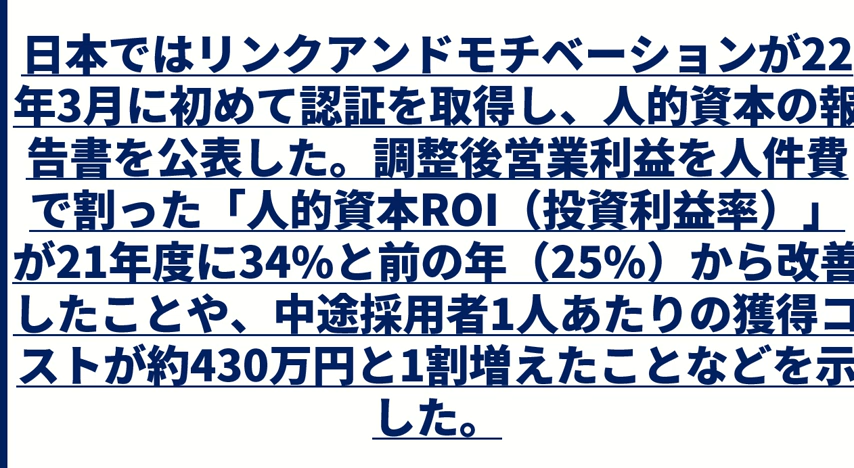 日本ではリンクアンドモチベーションが22
年3月に初めて認証を取得し、人的資本の報
告書を公表した。調整後営業利益を人件費
で割った「人的資本ROI（投資利益率）」
が21年度に34%と前の年（25%）から改善
したことや、中途採用者1人あたりの獲得コ
ストが約430万円と1割増えたことなどを示
した。